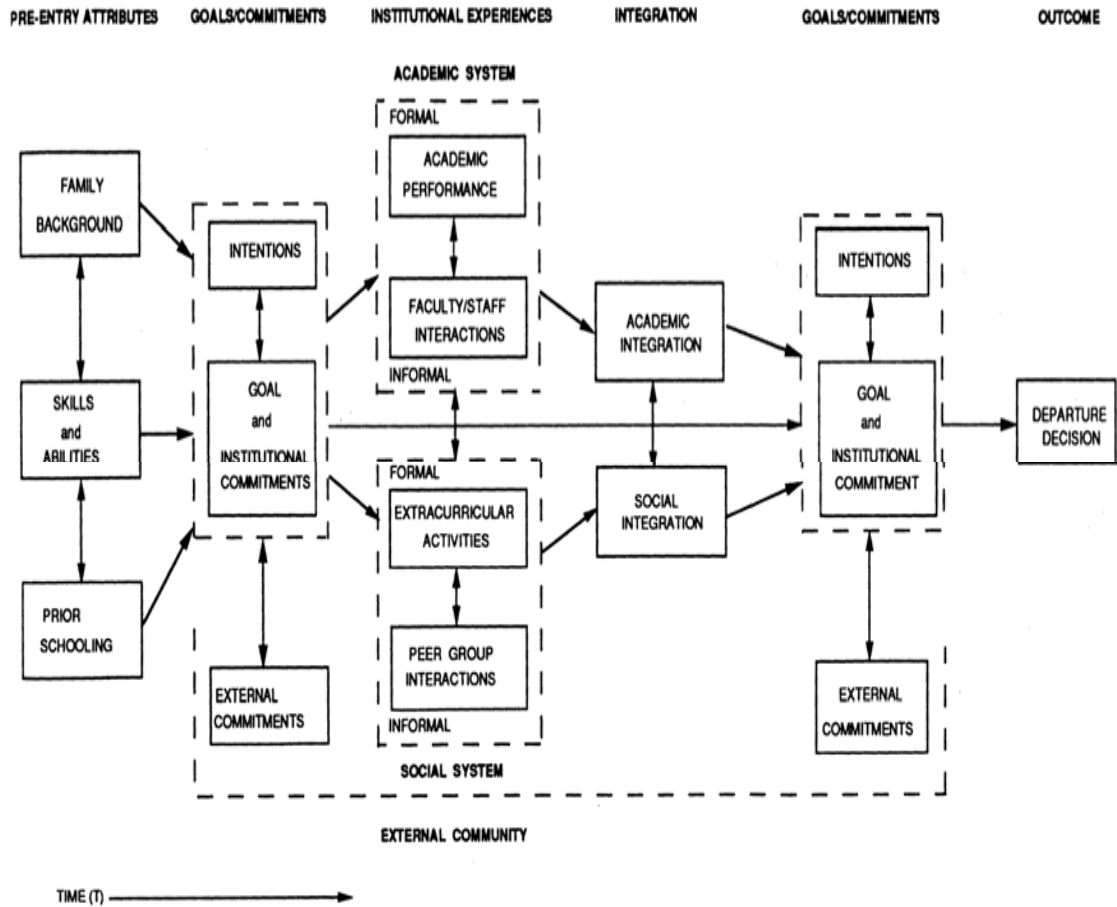 PRE-ENTRY ATTRIBUTES
GOALS/COMMITMENTS
INSTITUTIONAL EXPERIENCES
INTEGRATION
GOALS/COMMITMENTS
OUTCOME
ACADEMIC SYSTEM
FORMAL
ACADEMIC
PERFORMANCE
FACULTY/STAFF
INTERACTIONS
INFORMAL
FAMILY
BACKGROUND
SKILLS
and
ABILITIES
PRIOR
SCHOOLING
INTENTIONS
GOAL
and
INSTITUTIONAL
COMMITMENTS
EXTERNAL
COMMITMENTS
FORMAL
EXTRACURRICULAR
ACTIVITIES
PEER GROUP
INTERACTIONS
INFORMAL
SOCIAL SYSTEM
ACADEMIC
INTEGRATION
SOCIAL
INTEGRATION
INTENTIONS
GOAL
and
INSTITUTIONAL
COMMITMENT
EXTERNAL
COMMITMENTS
DEPARTURE
DECISION
EXTERNAL COMMUNITY
TIME (T)